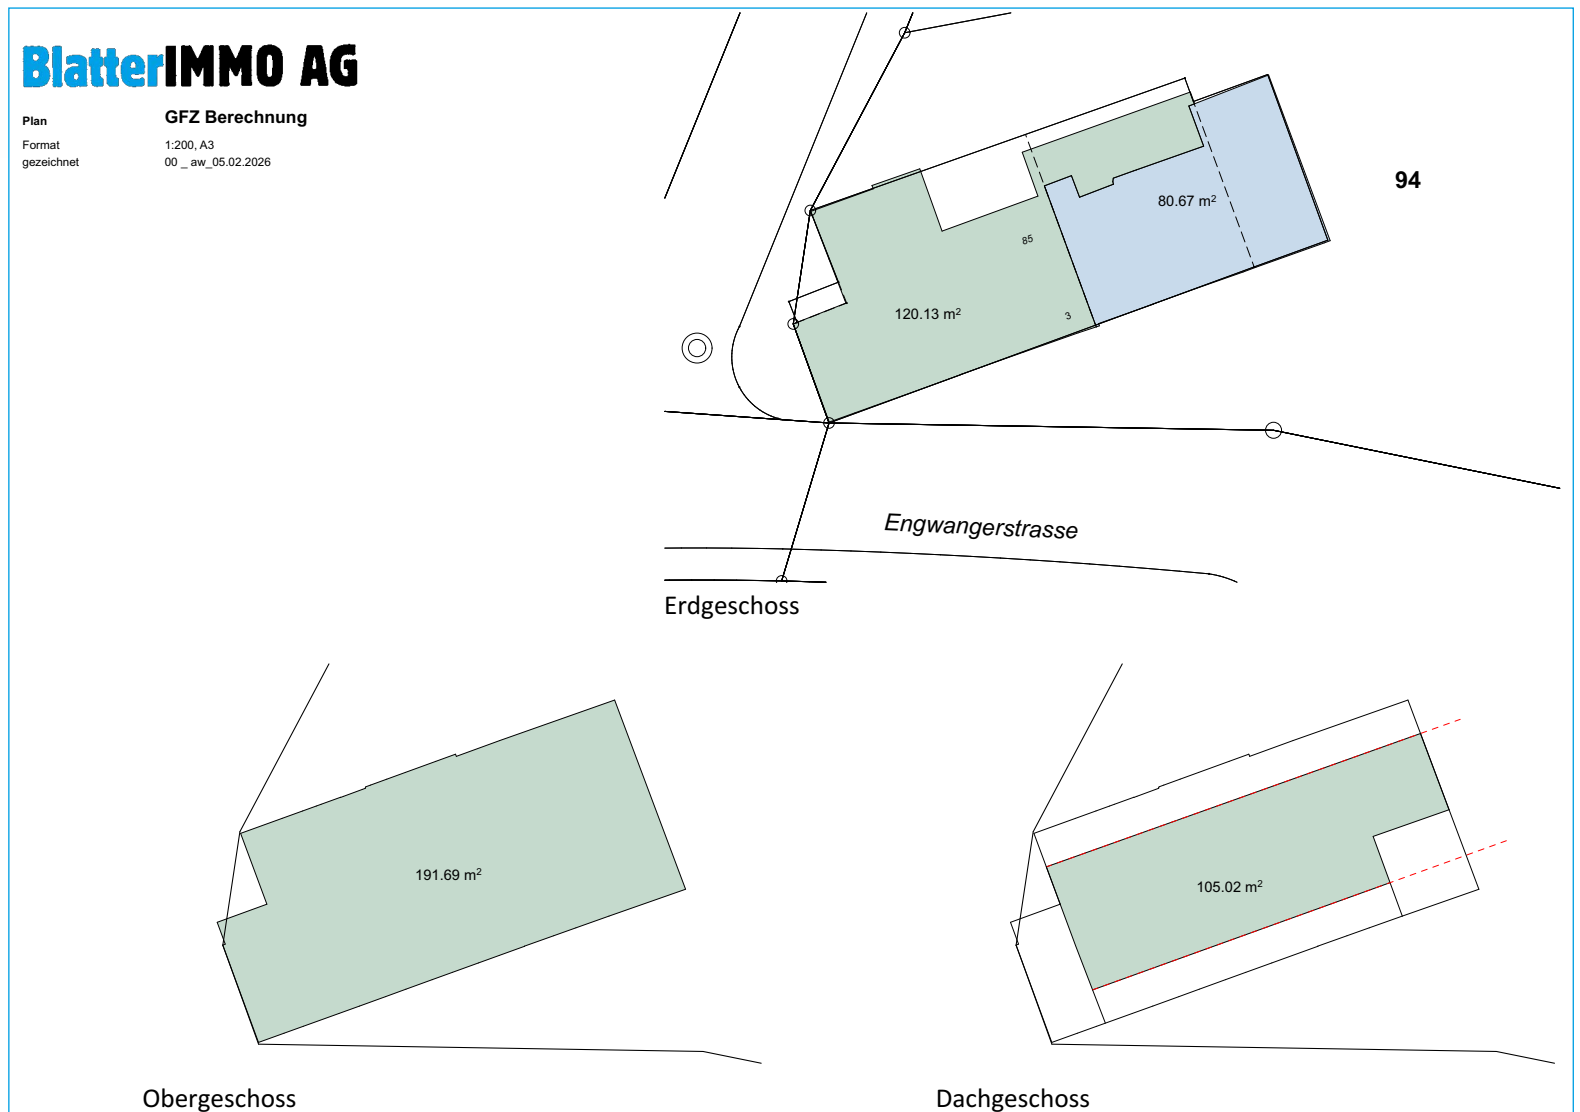 BlatterIMMO AG
Plan GFZ Berechnung
Format 1:200, A3
gezeichnet 00 _ aw_05.02.2026
94
80.67 m²
85
120.13 m²
3
Engwangerstrasse
Erdgeschoss
191.69 m²
105.02 m²
Obergeschoss
Dachgeschoss